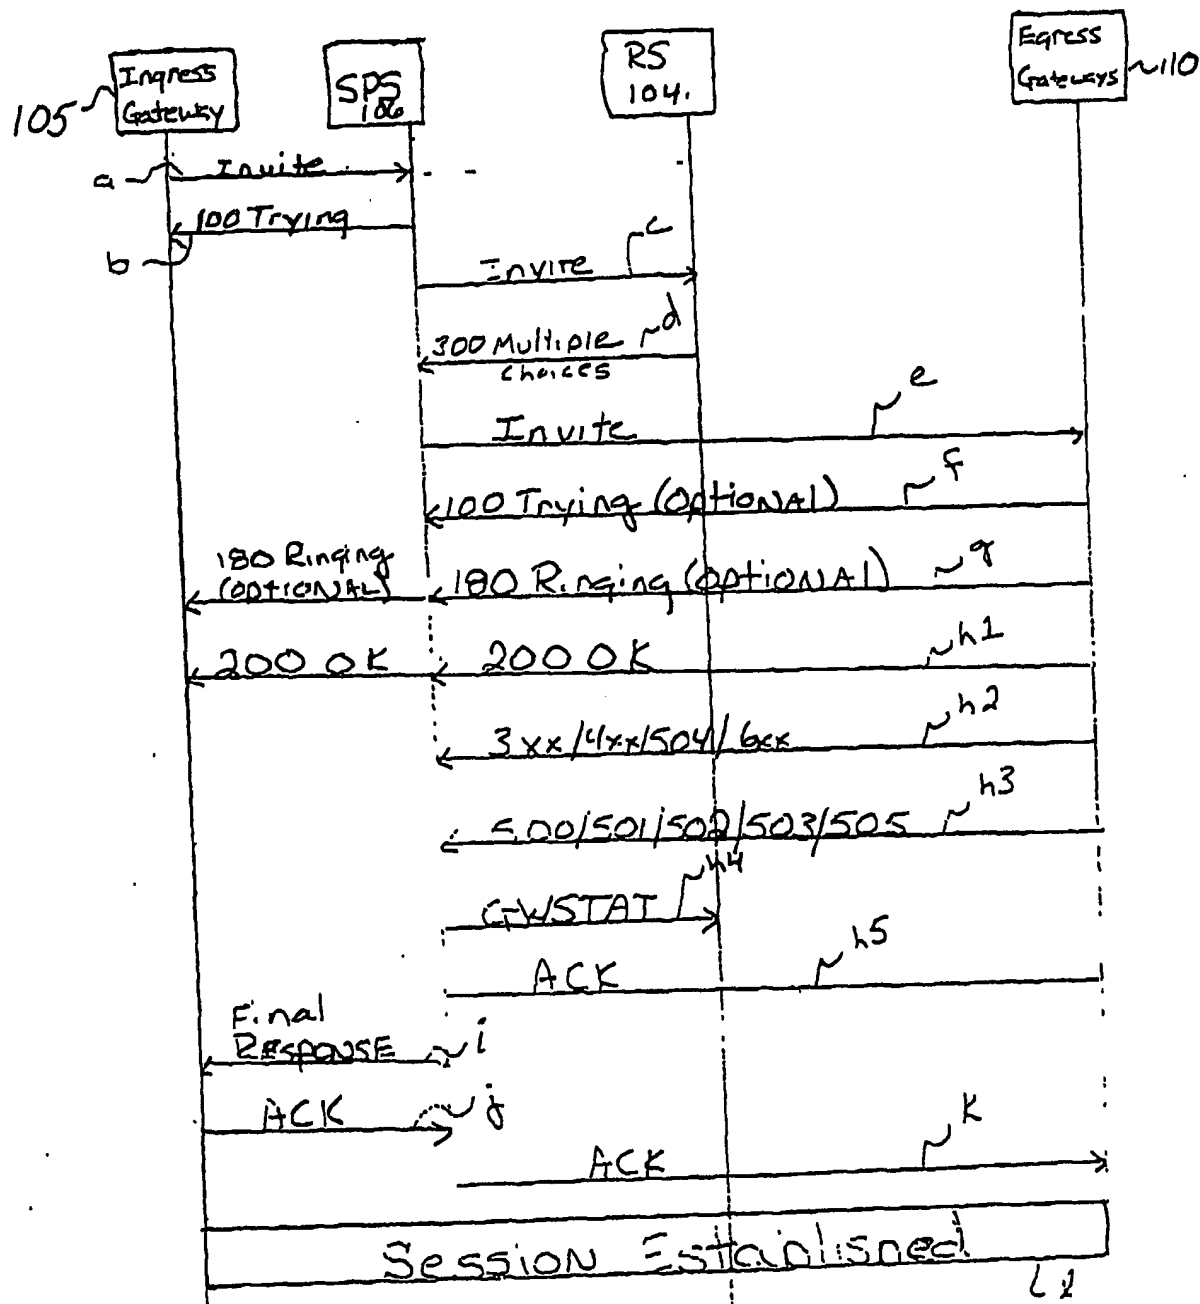 Ingress
Gateway
105
SPS
106
RS
104.
Egress
Gateways
110
a
Invite
100 Trying
b
Invite
c
300 Multiple
choices
d
Invite
e
100 Trying (OPTIONAL)
f
180 Ringing
(OPTIONAL)
180 Ringing (OPTIONAL)
g
200 OK
200 OK
h1
3xx/4xx/504/6xx
h2
500/501/502/503/505
h3
GWSTAT
h4
ACK
h5
Final
RESPONSE
i
ACK
j
ACK
k
Session Established